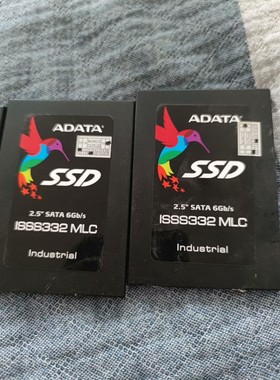 ADATA
SSD
2.5" SATA 6Gb/s
ISSS332 MLC
Industrial
ADATA
SSD
2.5" SATA 6Gb/s
ISSS332 MLC
Industrial